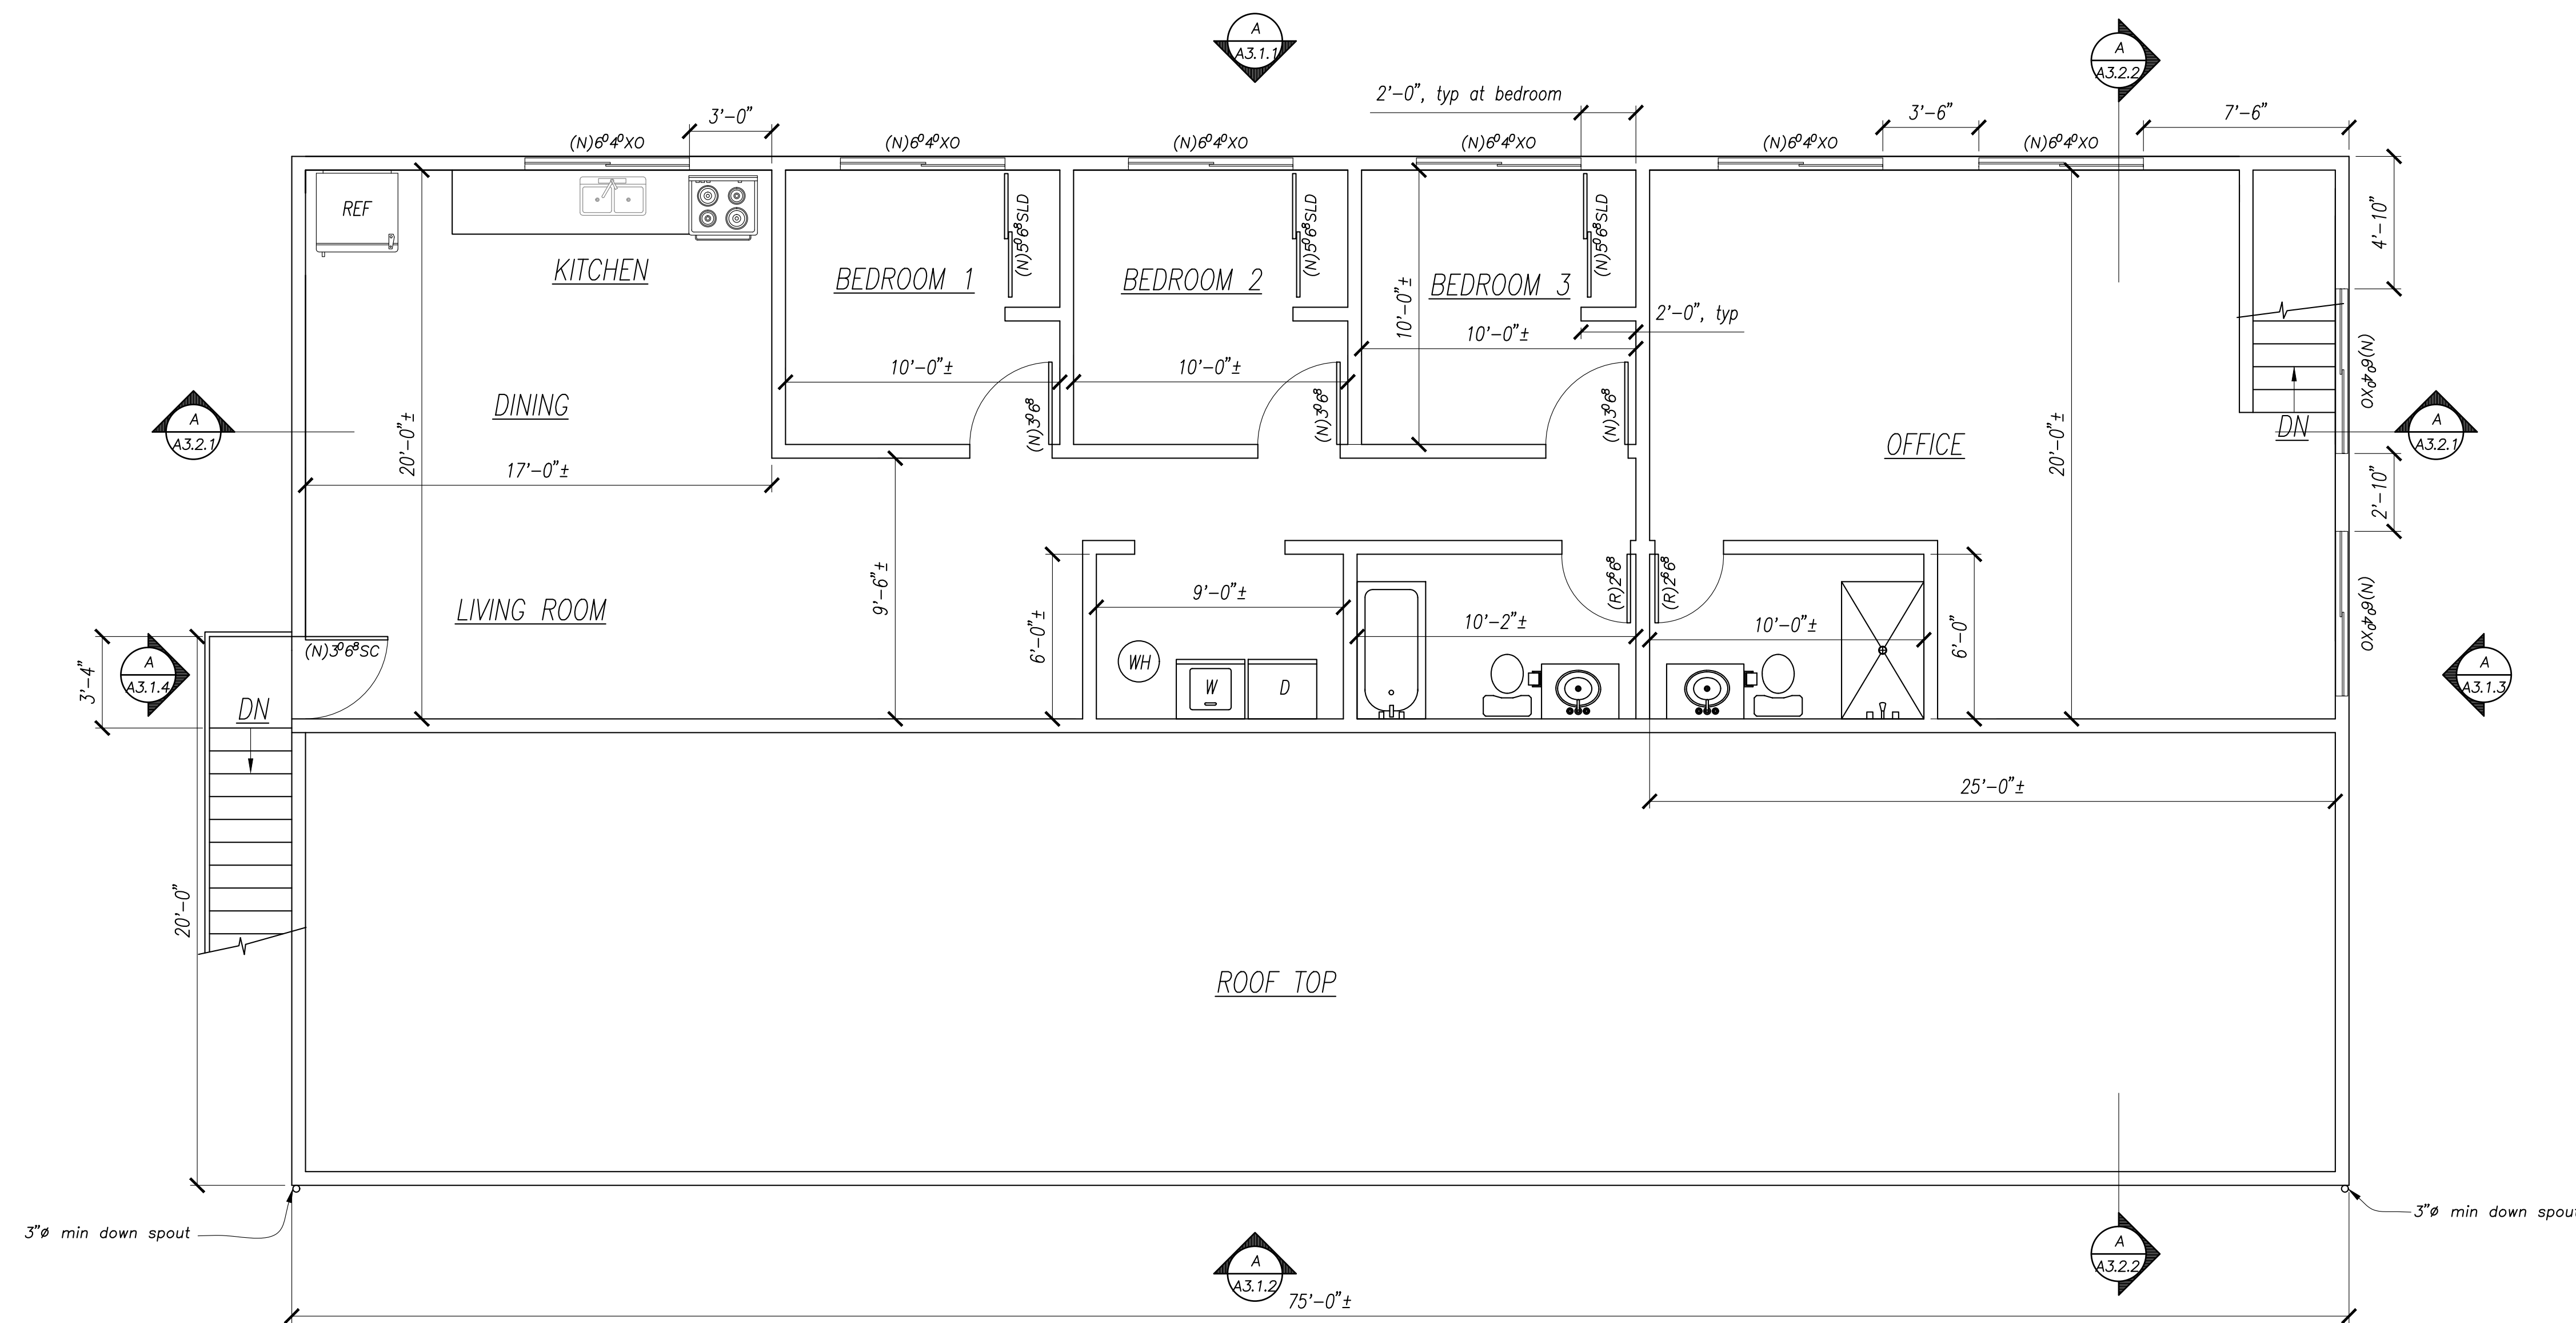 A
A3.1.1
A
A3.2.2
2'-0", typ at bedroom
3'-0"
3'-6"
7'-6"
(N)6⁰4⁰XO
(N)6⁰4⁰XO
(N)6⁰4⁰XO
(N)6⁰4⁰XO
(N)6⁰4⁰XO
(N)6⁰4⁰XO
REF
(N)5⁰6⁸SLD
(N)5⁰6⁸SLD
(N)5⁰6⁸SLD
4'-10"
KITCHEN
BEDROOM 1
BEDROOM 2
BEDROOM 3
10'-0"±
2'-0", typ
10'-0"±
10'-0"±
10'-0"±
(N)6⁰4⁰XO
A
A3.2.1
DINING
20'-0"±
(N)3⁰6⁸
(N)3⁰6⁸
(N)3⁰6⁸
OFFICE
20'-0"±
DN
A
A3.2.1
17'-0"±
2'-10"
LIVING ROOM
9'-6"±
6'-0"±
9'-0"±
(R)2⁶6⁸
(R)2⁶6⁸
10'-2"±
10'-0"±
6'-0"
(N)6⁰4⁰XO
(N)3⁰6⁸SC
3'-4"
A
A3.1.4
WH
W
D
A
A3.1.3
DN
25'-0"±
20'-0"
ROOF TOP
3"ø min down spout
3"ø min down spout
A
A3.1.2
A
A3.2.2
75'-0"±